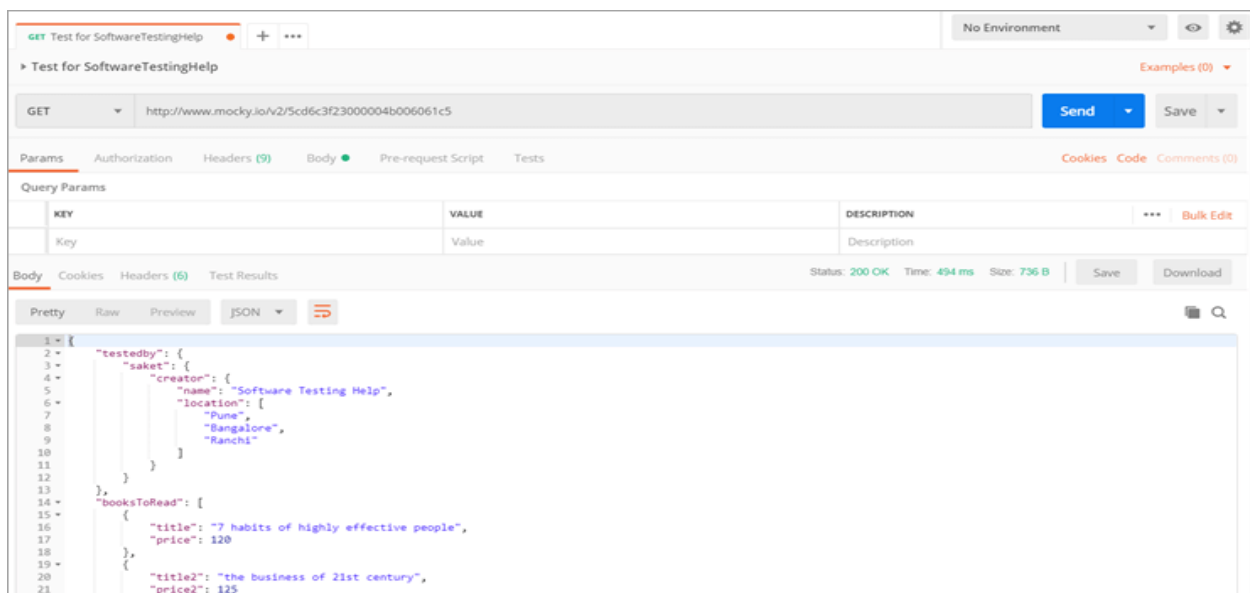 GET Test for SoftwareTestingHelp + ••• No Environment
Test for SoftwareTestingHelp Examples (0)
GET http://www.mocky.io/v2/5cd6c3f23000004b006061c5 Send Save
Params Authorization Headers (9) Body Pre-request Script Tests Cookies Code Comments (0)
Query Params
KEY VALUE DESCRIPTION ••• Bulk Edit
Key Value Description
Body Cookies Headers (6) Test Results Status: 200 OK Time: 494 ms Size: 736 B Save Download
Pretty Raw Preview JSON
1 {
2 "testedby": {
3 "saket": {
4 "creator": {
5 "name": "Software Testing Help",
6 "location": [
7 "Pune",
8 "Bangalore",
9 "Ranchi"
10 ]
11 }
12 }
13 },
14 "booksToRead": [
15 {
16 "title": "7 habits of highly effective people",
17 "price": 120
18 },
19 {
20 "title2": "the business of 21st century",
21 "price2": 125